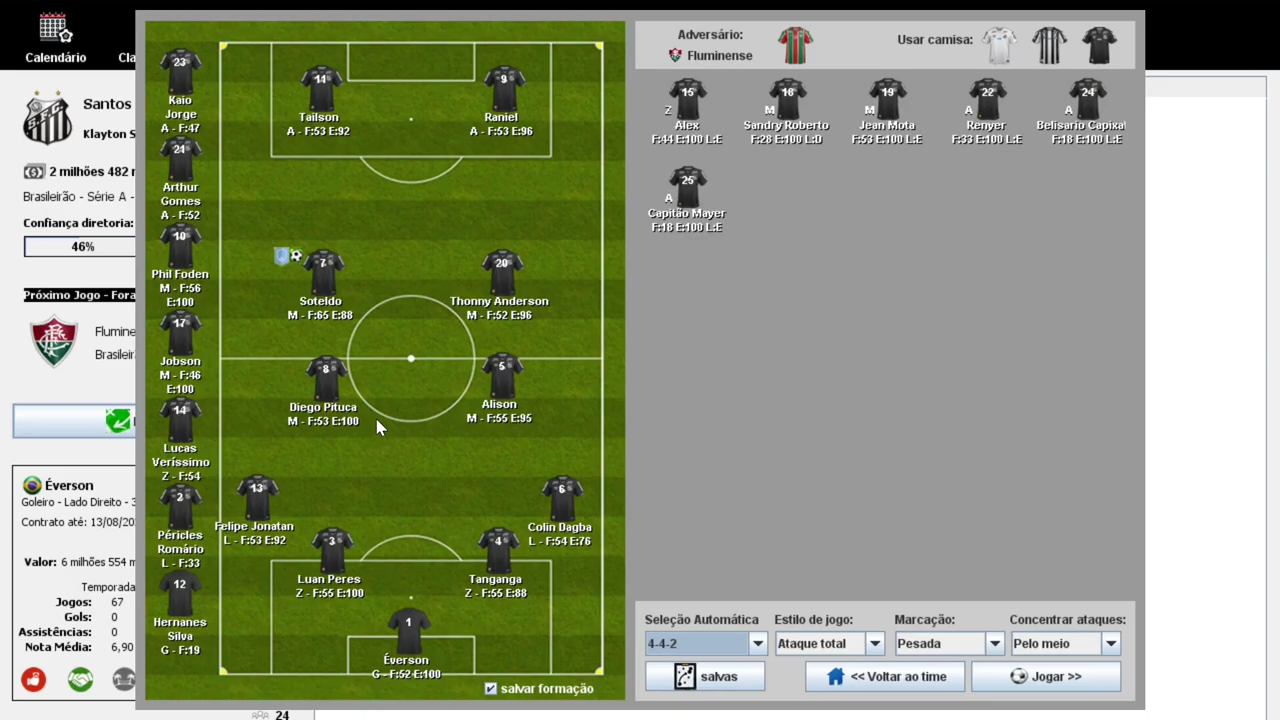 Calendário
Cla
Santos
Klayton S
2 milhões 482 r
Brasileirão - Série A -
Confiança diretoria:
46%
Próximo Jogo - Fora
Flumine
Brasileir
Éverson
Goleiro - Lado Direito - 3
Contrato até: 13/08/20
Valor: 6 milhões 554 m
Temporada
Jogos: 67
Gols: 0
Assistências: 0
Nota Média: 6,90
24
23
Kaio
Jorge
A - F:47
21
Arthur
Gomes
A - F:52
10
Phil Foden
M - F:56
E:100
17
Jobson
M - F:46
E:100
14
Lucas
Veríssimo
Z - F:54
2
Péricles
Romário
L - F:33
12
Hernanes
Silva
G - F:19
11
Tailson
A - F:53 E:92
9
Raniel
A - F:53 E:96
7
Soteldo
M - F:65 E:88
20
Thonny Anderson
M - F:52 E:96
8
Diego Pituca
M - F:53 E:100
5
Alison
M - F:55 E:95
13
Felipe Jonatan
L - F:53 E:92
6
Colin Dagba
L - F:54 E:76
3
Luan Peres
Z - F:55 E:100
4
Tanganga
Z - F:55 E:88
1
Éverson
G - F:52 E:100
salvar formação
Adversário:
Fluminense
Usar camisa:
15
Z
Alex
F:44 E:100 L:E
16
M
Sandry Roberto
F:28 E:100 L:D
19
M
Jean Mota
F:53 E:100 L:E
22
A
Renyer
F:33 E:100 L:E
24
A
Belisario Capixal
F:18 E:100 L:E
25
A
Capitão Mayer
F:18 E:100 L:E
Seleção Automática
4-4-2
Estilo de jogo:
Ataque total
Marcação:
Pesada
Concentrar ataques:
Pelo meio
salvas
<< Voltar ao time
Jogar >>